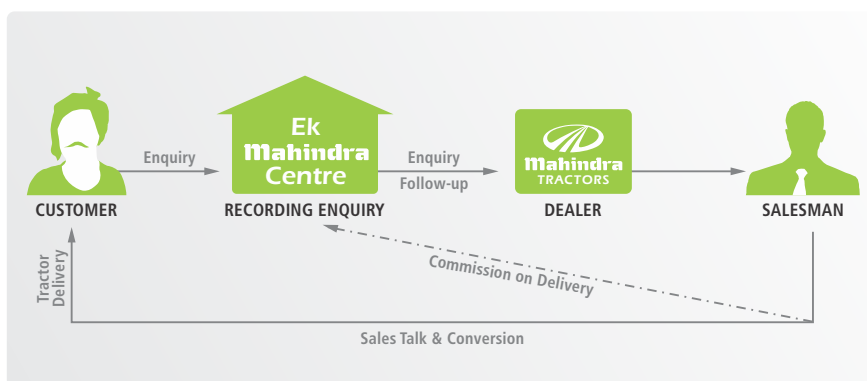 Ek
Mahindra
Centre
Mahindra
TRACTORS
Enquiry
Enquiry
Follow-up
CUSTOMER
RECORDING ENQUIRY
DEALER
SALESMAN
Tractor
Delivery
Commission on Delivery
Sales Talk & Conversion